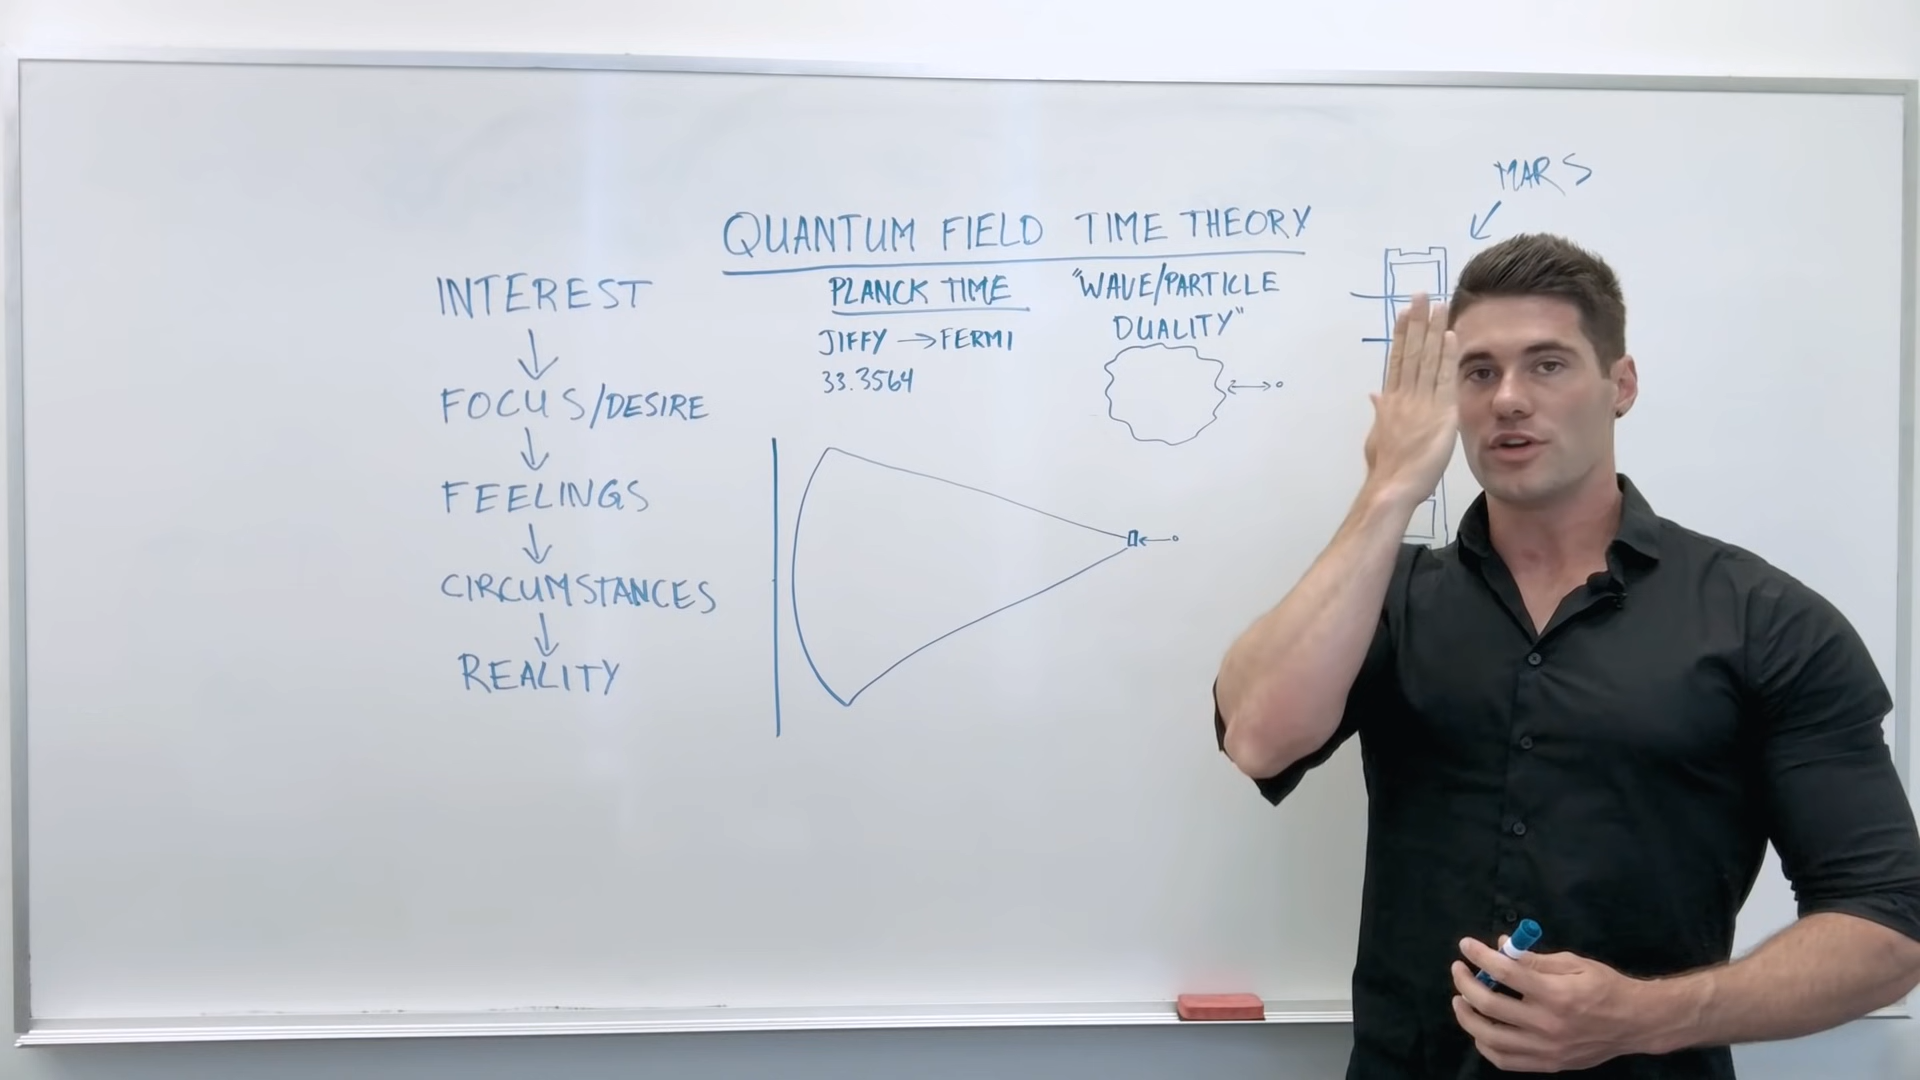 MARS
QUANTUM FIELD TIME THEORY
INTEREST
↓
FOCUS/DESIRE
↓
FEELINGS
↓
CIRCUMSTANCES
↓
REALITY
PLANCK TIME
JIFFY → FERMI
33.3564
"WAVE/PARTICLE
DUALITY"